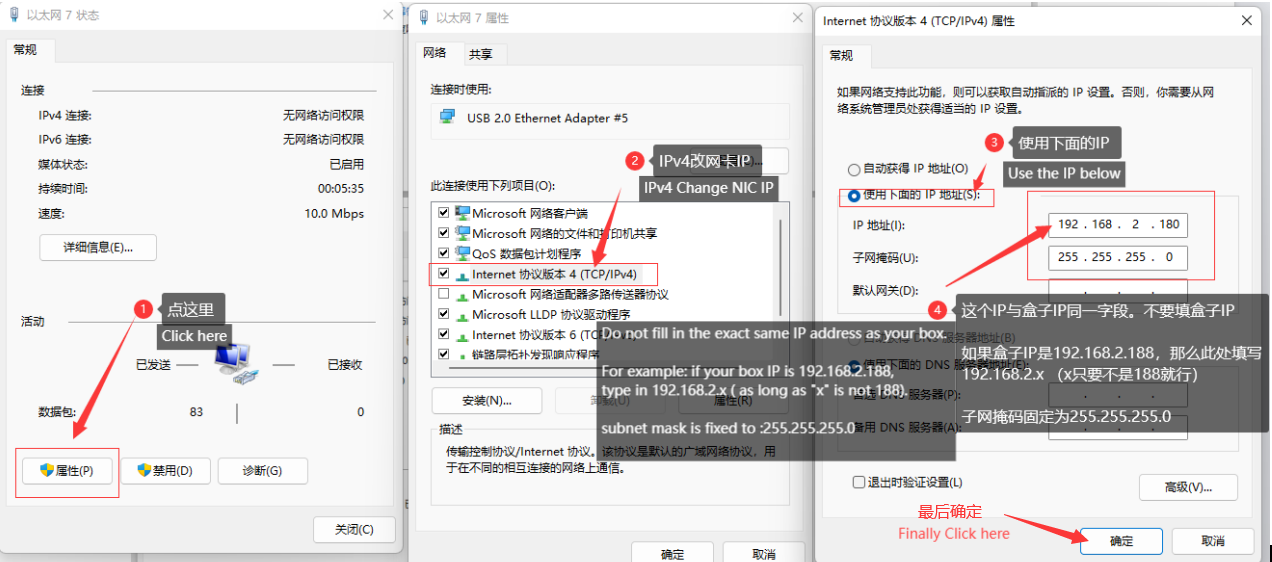 以太网 7 状态
常规
连接
IPv4 连接:
无网络访问权限
IPv6 连接:
无网络访问权限
媒体状态:
已启用
持续时间:
00:05:35
速度:
10.0 Mbps
详细信息(E)...
1
点这里
Click here
活动
已发送
已接收
数据包:
83
0
属性(P)
禁用(D)
诊断(G)
关闭(C)
以太网 7 属性
网络
共享
连接时使用:
USB 2.0 Ethernet Adapter #5
2
IPv4改网卡IP
IPv4 Change NIC IP
此连接使用下列项目(O):
Microsoft 网络客户端
Microsoft 网络的文件和打印机共享
QoS 数据包计划程序
Internet 协议版本 4 (TCP/IPv4)
Microsoft 网络适配器多路传送器协议
Microsoft LLDP 协议驱动程序
Internet 协议版本 6 (TCP/IPv6)
链路层拓扑发现响应程序
安装(N)...
卸载(U)
属性(R)
Do not fill in the exact same IP address as your box.
For example: if your box IP is 192.168.2.188,
type in 192.168.2.x ( as long as "x" is not 188).
subnet mask is fixed to :255.255.255.0
描述
传输控制协议/Internet 协议。该协议是默认的广域网络协议，用
于在不同的相互连接的网络上通信。
确定
取消
Internet 协议版本 4 (TCP/IPv4) 属性
常规
如果网络支持此功能，则可以获取自动指派的 IP 设置。否则，你需要从网
络系统管理员处获得适当的 IP 设置。
3
使用下面的IP
Use the IP below
自动获得 IP 地址(O)
使用下面的 IP 地址(S):
IP 地址(I):
192 . 168 . 2 . 180
子网掩码(U):
255 . 255 . 255 . 0
默认网关(D):
4
这个IP与盒子IP同一字段。不要填盒子IP
如果盒子IP是192.168.2.188，那么此处填写
192.168.2.x （x只要不是188就行）
子网掩码固定为255.255.255.0
自动获得 DNS 服务器地址(B)
使用下面的 DNS 服务器地址(E):
首选 DNS 服务器(P):
备用 DNS 服务器(A):
退出时验证设置(L)
高级(V)...
最后确定
Finally Click here
确定
取消